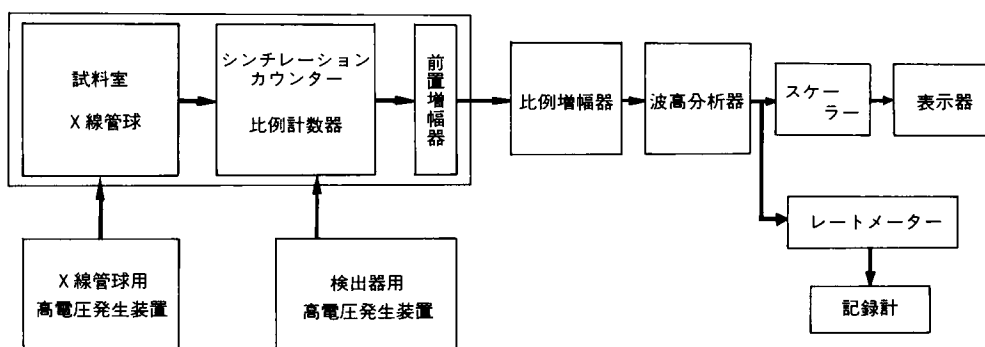 試料室
X線管球
シンチレーション
カウンター
比例計数器
前置増幅器
比例増幅器
波高分析器
スケー
ラー
表示器
レートメーター
記録計
X線管球用
高電圧発生装置
検出器用
高電圧発生装置